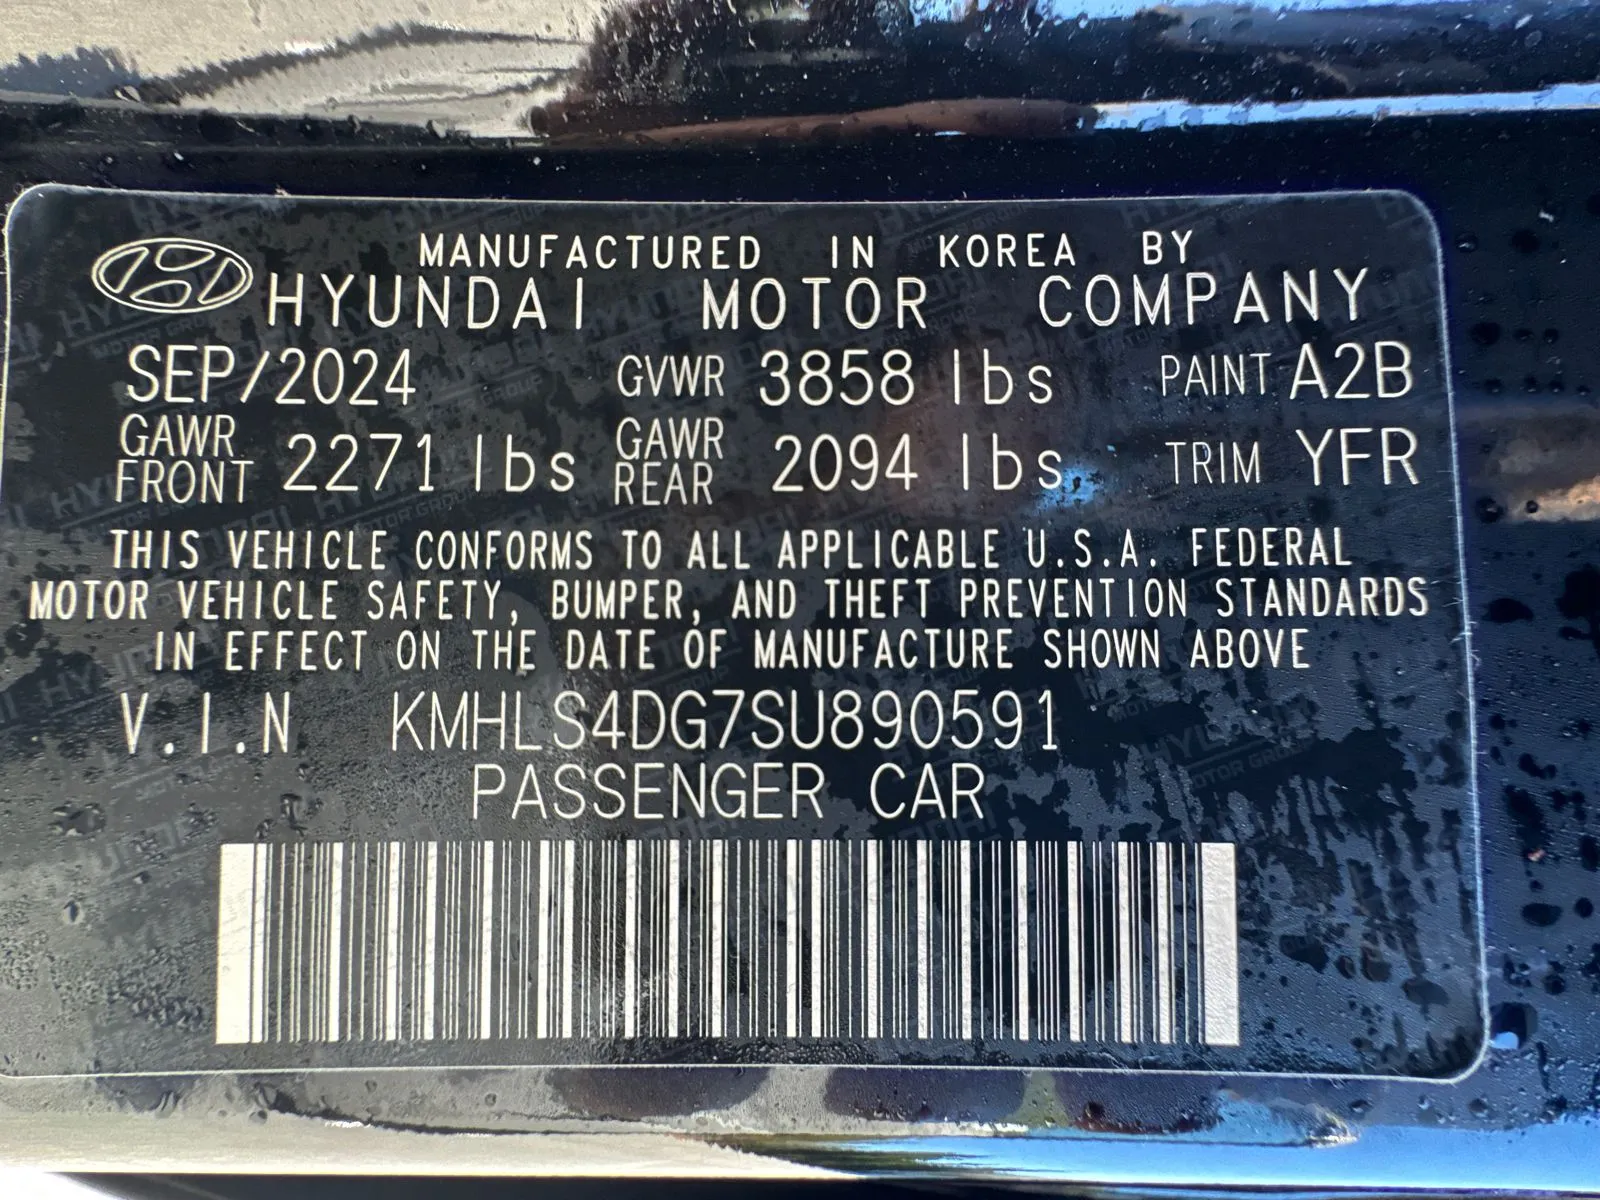 MANUFACTURED IN KOREA BY
HYUNDAI MOTOR COMPANY
SEP/2024 GVWR 3858 lbs PAINT A2B
GAWR FRONT 2271 lbs GAWR REAR 2094 lbs TRIM YFR
THIS VEHICLE CONFORMS TO ALL APPLICABLE U.S.A. FEDERAL
MOTOR VEHICLE SAFETY, BUMPER, AND THEFT PREVENTION STANDARDS
IN EFFECT ON THE DATE OF MANUFACTURE SHOWN ABOVE
V.I.N KMHLS4DG7SU890591
PASSENGER CAR